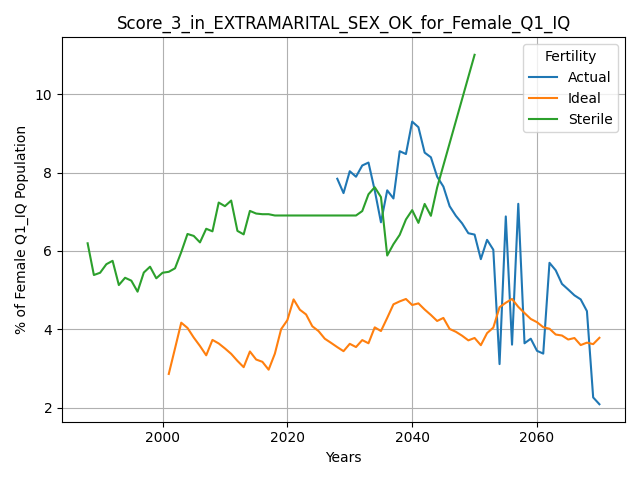 Score_3_in_EXTRAMARITAL_SEX_OK_for_Female_Q1_IQ
% of Female Q1_IQ Population
10
8
6
4
2
2000 2020 2040 2060
Years
Fertility
Actual
Ideal
Sterile